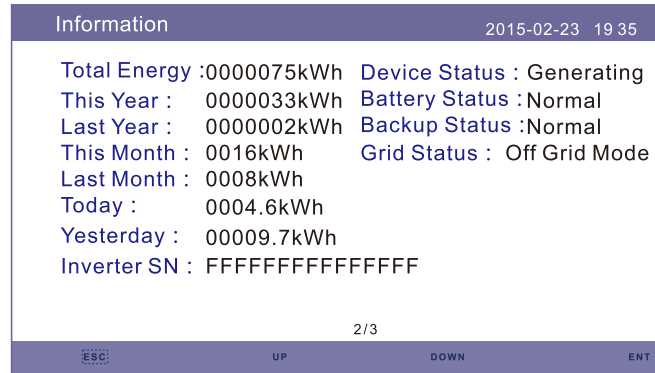 Information 2015-02-23 19 35
Total Energy :0000075kWh Device Status : Generating
This Year : 0000033kWh Battery Status :Normal
Last Year : 0000002kWh Backup Status :Normal
This Month : 0016kWh Grid Status : Off Grid Mode
Last Month : 0008kWh
Today : 0004.6kWh
Yesterday : 00009.7kWh
Inverter SN : FFFFFFFFFFFFFFF
2/3
ESC UP DOWN ENT